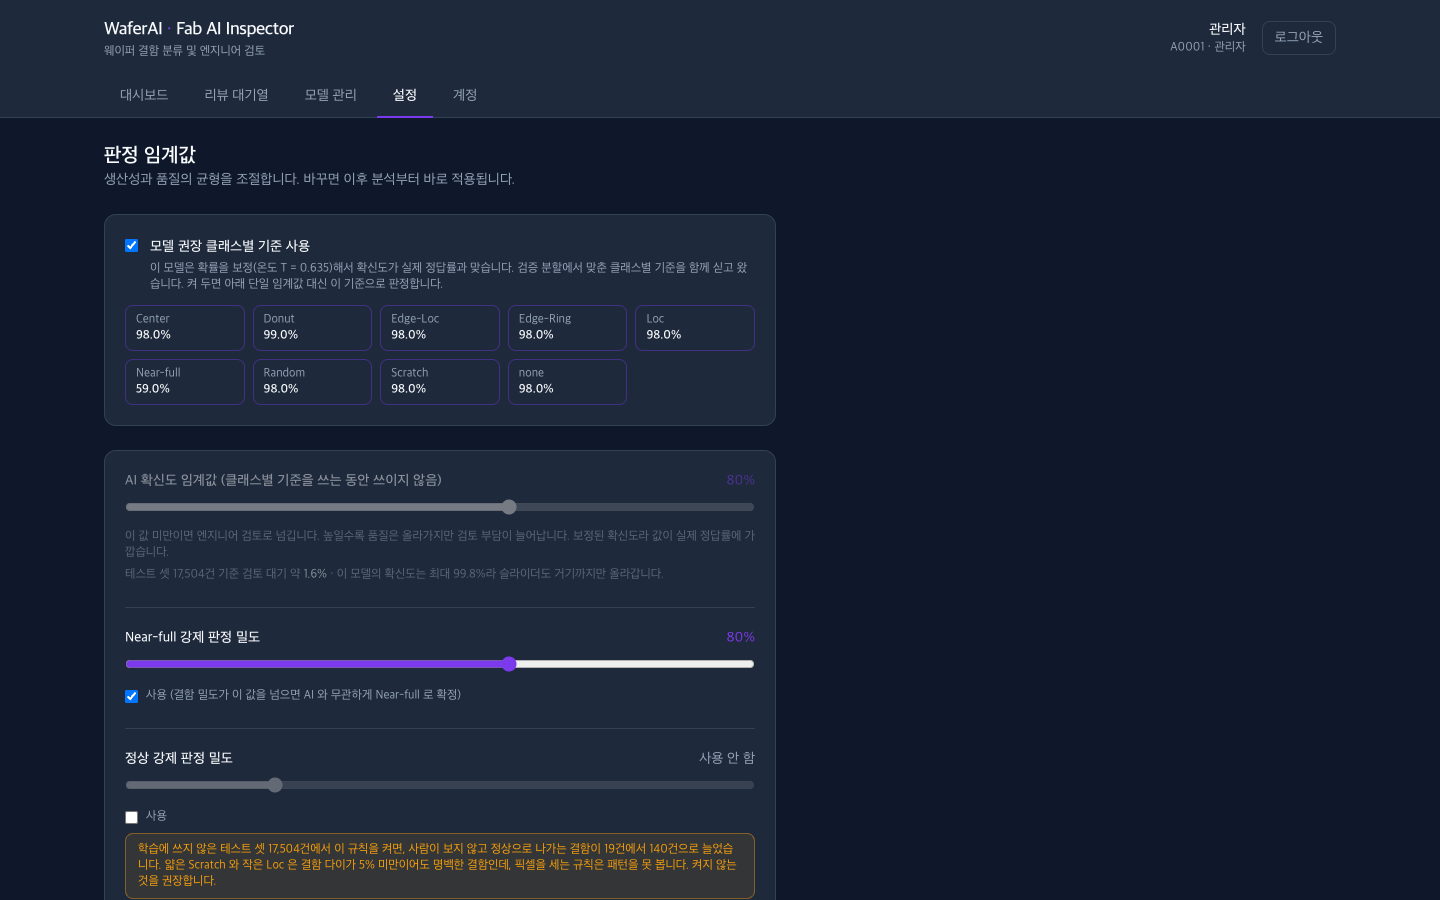 WaferAI · Fab AI Inspector
웨이퍼 결함 분류 및 엔지니어 검토
관리자
A0001 · 관리자
로그아웃
대시보드
리뷰 대기열
모델 관리
설정
계정
판정 임계값
생산성과 품질의 균형을 조절합니다. 바꾸면 이후 분석부터 바로 적용됩니다.
모델 권장 클래스별 기준 사용
이 모델은 확률을 보정(온도 T = 0.635)해서 확신도가 실제 정답률과 맞습니다. 검증 분할에서 맞춘 클래스별 기준을 함께 싣고 왔
습니다. 켜 두면 아래 단일 임계값 대신 이 기준으로 판정합니다.
Center
98.0%
Donut
99.0%
Edge-Loc
98.0%
Edge-Ring
98.0%
Loc
98.0%
Near-full
59.0%
Random
98.0%
Scratch
98.0%
none
98.0%
AI 확신도 임계값 (클래스별 기준을 쓰는 동안 쓰이지 않음)
80%
이 값 미만이면 엔지니어 검토로 넘깁니다. 높일수록 품질은 올라가지만 검토 부담이 늘어납니다. 보정된 확신도라 값이 실제 정답률에 가
깝습니다.
테스트 셋 17,504건 기준 검토 대기 약 1.6% · 이 모델의 확신도는 최대 99.8%라 슬라이더도 거기까지만 올라갑니다.
Near-full 강제 판정 밀도
80%
사용 (결함 밀도가 이 값을 넘으면 AI 와 무관하게 Near-full 로 확정)
정상 강제 판정 밀도
사용 안 함
사용
학습에 쓰지 않은 테스트 셋 17,504건에서 이 규칙을 켜면, 사람이 보지 않고 정상으로 나가는 결함이 19건에서 140건으로 늘었습
니다. 얇은 Scratch 와 작은 Loc 은 결함 다이가 5% 미만이어도 명백한 결함인데, 픽셀을 세는 규칙은 패턴을 못 봅니다. 켜지 않는
것을 권장합니다.